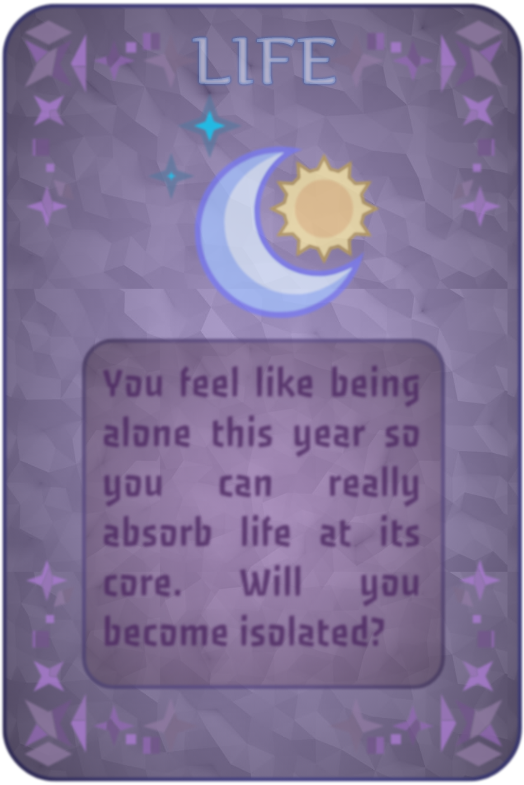 LIFE
You feel like being
alone this year so
you can really
absorb life at its
core. Will you
become isolated?